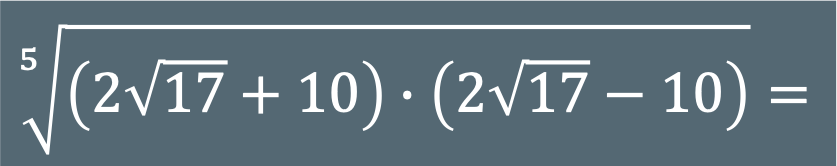 ⁵√((2√17 + 10) · (2√17 − 10)) =